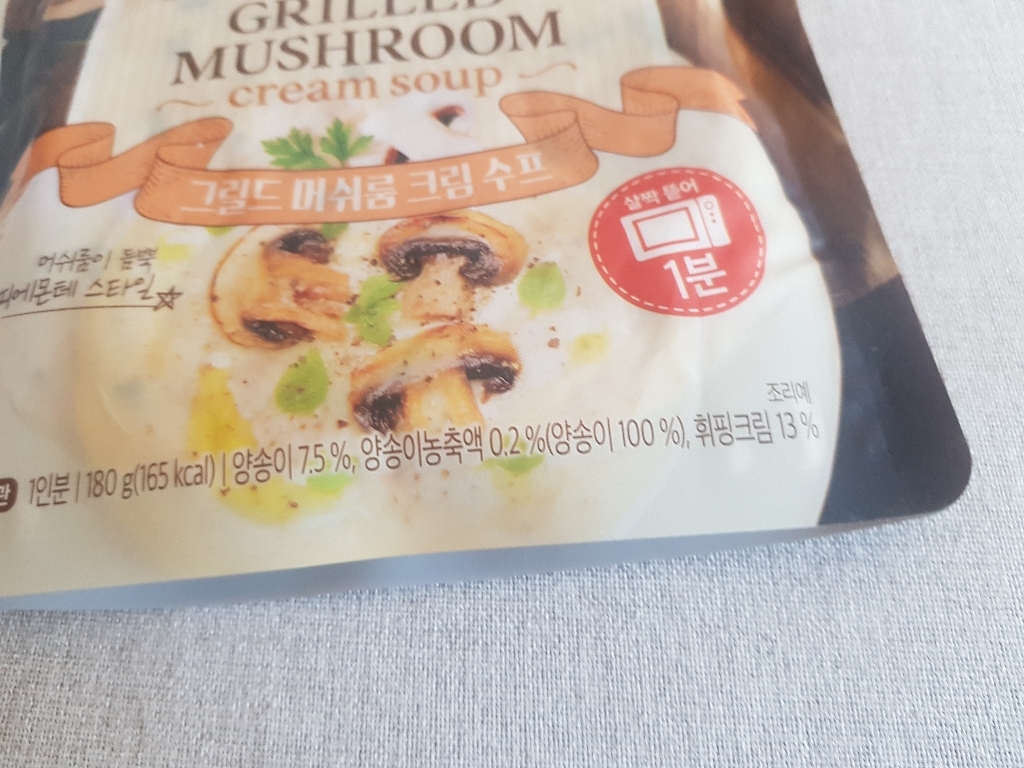 GRILLED
MUSHROOM
cream soup
그릴드 머쉬룸 크림 수프
살짝 뜯어
1분
머쉬룸이 듬뿍
피에몬테 스타일
조리예
1인분 | 180 g(165 kcal) | 양송이 7.5 %, 양송이농축액 0.2 %(양송이 100 %), 휘핑크림 13 %